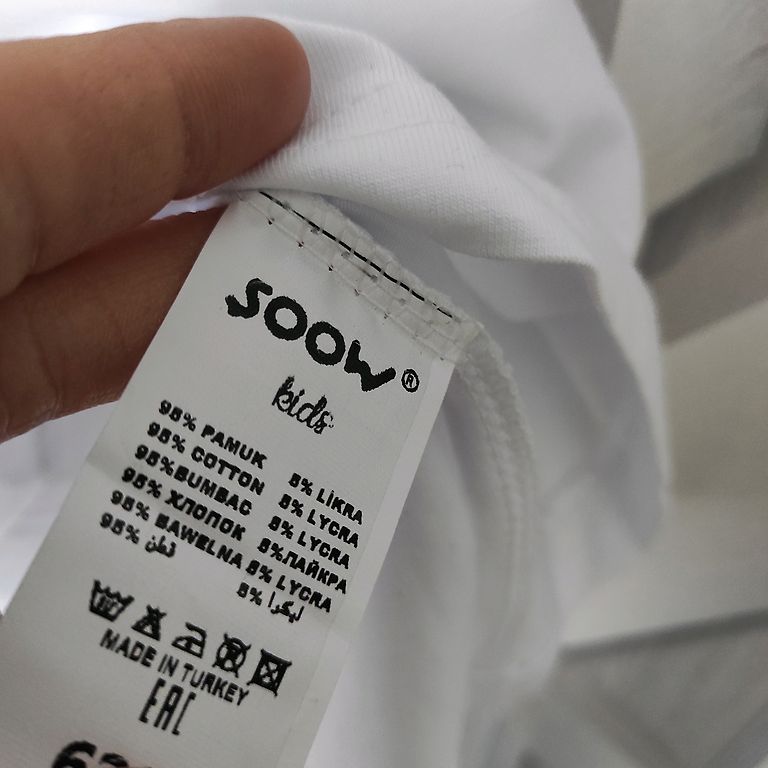 SOOW®
kids
95% PAMUK 5% LİKRA
95% COTTON 5% LYCRA
95%BUMBAC 5% LYCRA
95% ХЛОПОК 5%ЛАЙКРА
95% BAWELNA 5% LYCRA
95% قطن 5% ليكرا
MADE IN TURKEY
EAC